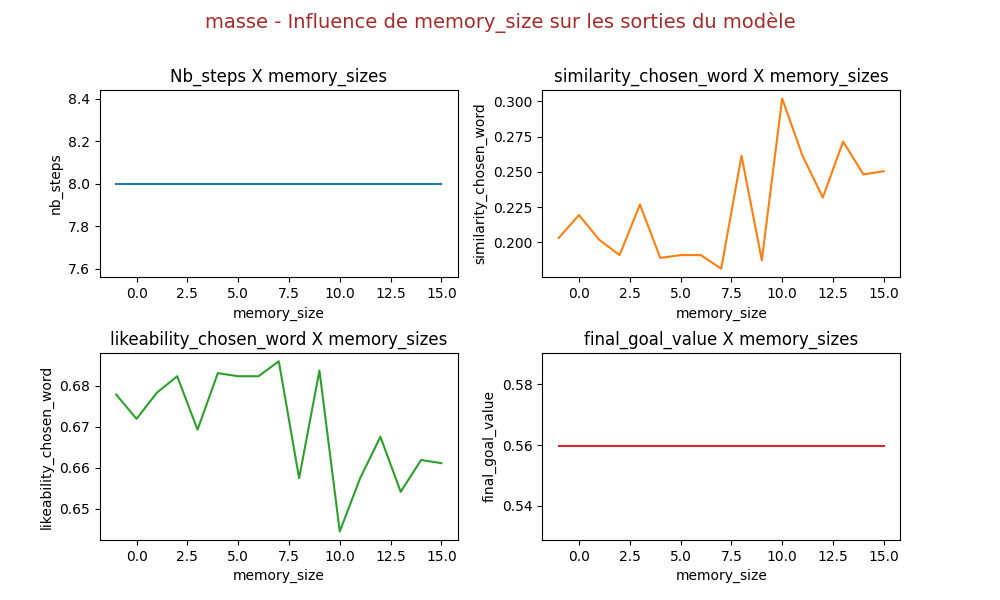 masse - Influence de memory_size sur les sorties du modèle
Nb_steps X memory_sizes
nb_steps
8.4
8.2
8.0
7.8
7.6
0.0 2.5 5.0 7.5 10.0 12.5 15.0
memory_size
similarity_chosen_word X memory_sizes
similarity_chosen_word
0.300
0.275
0.250
0.225
0.200
0.0 2.5 5.0 7.5 10.0 12.5 15.0
memory_size
likeability_chosen_word X memory_sizes
likeability_chosen_word
0.68
0.67
0.66
0.65
0.0 2.5 5.0 7.5 10.0 12.5 15.0
memory_size
final_goal_value X memory_sizes
final_goal_value
0.58
0.56
0.54
0.0 2.5 5.0 7.5 10.0 12.5 15.0
memory_size